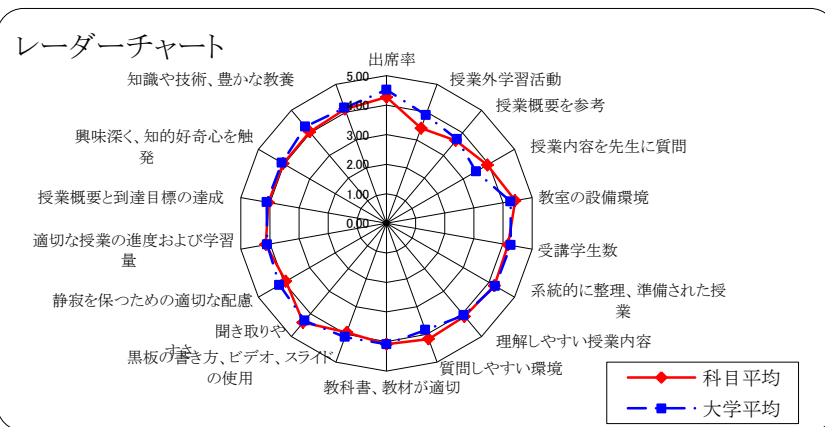 レーダーチャート
出席率
授業外学習活動
授業概要を参考
授業内容を先生に質問
教室の設備環境
受講学生数
系統的に整理、準備された授
業
理解しやすい授業内容
質問しやすい環境
教科書、教材が適切
黒板の書き方、ビデオ、スライド
の使用
聞き取りや
すさ
静寂を保つための適切な配慮
適切な授業の進度および学習
量
授業概要と到達目標の達成
興味深く、知的好奇心を触
発
知識や技術、豊かな教養
5.00
4.00
3.00
2.00
1.00
0.00
科目平均
大学平均